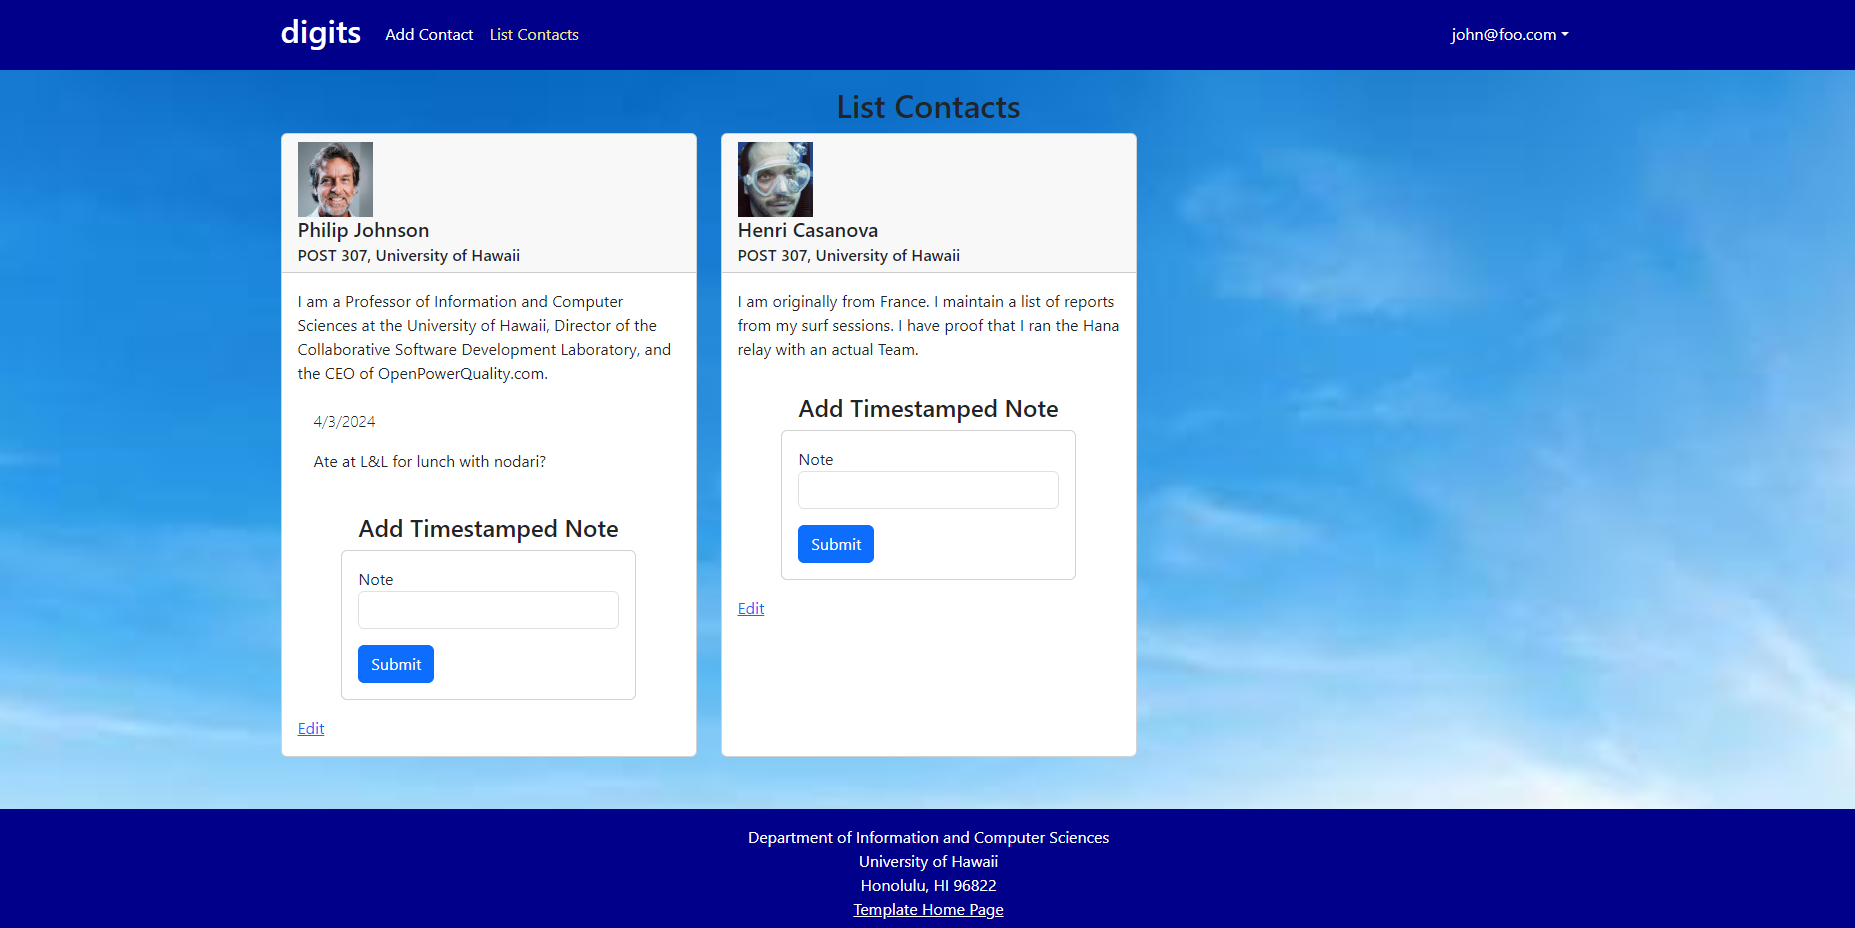 digits
Add Contact
List Contacts
john@foo.com
List Contacts
Philip Johnson
POST 307, University of Hawaii
I am a Professor of Information and Computer
Sciences at the University of Hawaii, Director of the
Collaborative Software Development Laboratory, and
the CEO of OpenPowerQuality.com.
4/3/2024
Ate at L&L for lunch with nodari?
Add Timestamped Note
Note
Submit
Edit
Henri Casanova
POST 307, University of Hawaii
I am originally from France. I maintain a list of reports
from my surf sessions. I have proof that I ran the Hana
relay with an actual Team.
Add Timestamped Note
Note
Submit
Edit
Department of Information and Computer Sciences
University of Hawaii
Honolulu, HI 96822
Template Home Page